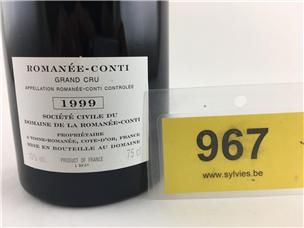 ROMANÉE-CONTI
GRAND CRU
APPELLATION ROMANÉE-CONTI CONTROLÉE
1999
SOCIÉTÉ CIVILE DU
DOMAINE DE LA ROMANÉE-CONTI
PROPRIÉTAIRE
A VOSNE-ROMANÉE, COTE-D'OR, FRANCE
MISE EN BOUTEILLE AU DOMAINE
PRODUCT OF FRANCE
75 cl
967
www.sylvies.be